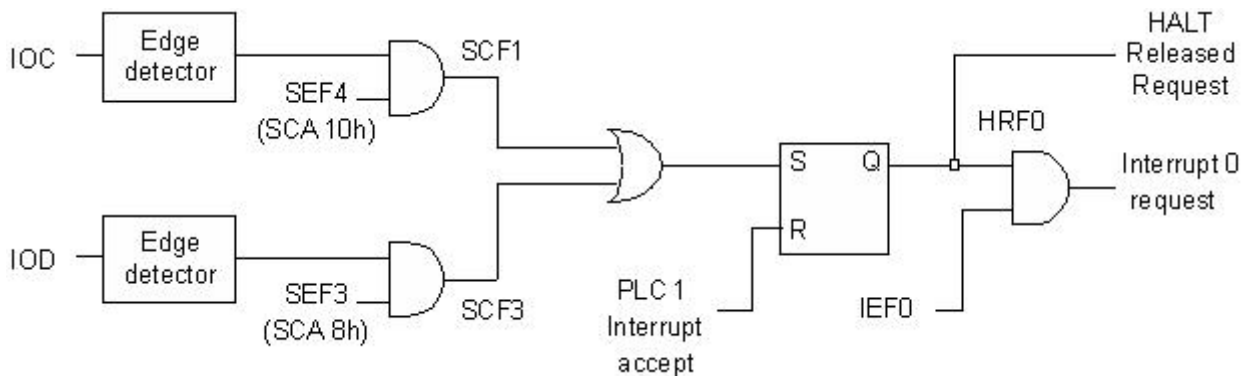 IOC
Edge
detector
SEF4
(SCA 10h)
SCF1
IOD
Edge
detector
SEF3
(SCA 8h)
SCF3
S
Q
R
PLC 1
Interrupt
accept
HRF0
IEF0
HALT
Released
Request
Interrupt 0
request